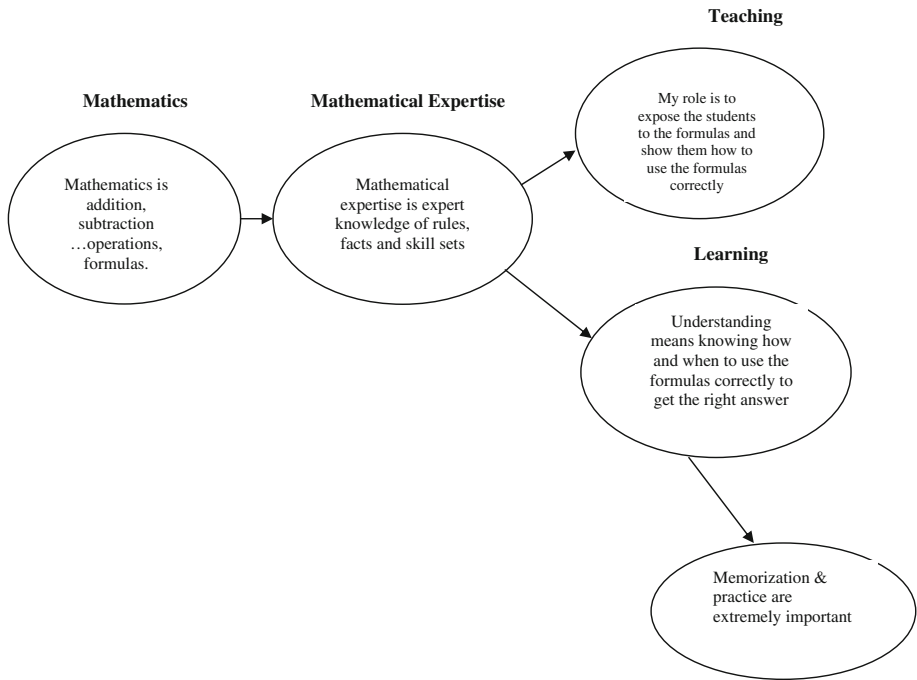 Mathematics
Mathematics is
addition,
subtraction
…operations,
formulas.
Mathematical Expertise
Mathematical
expertise is expert
knowledge of rules,
facts and skill sets
Teaching
My role is to
expose the students
to the formulas and
show them how to
use the formulas
correctly
Learning
Understanding
means knowing how
and when to use the
formulas correctly to
get the right answer
Memorization &
practice are
extremely important